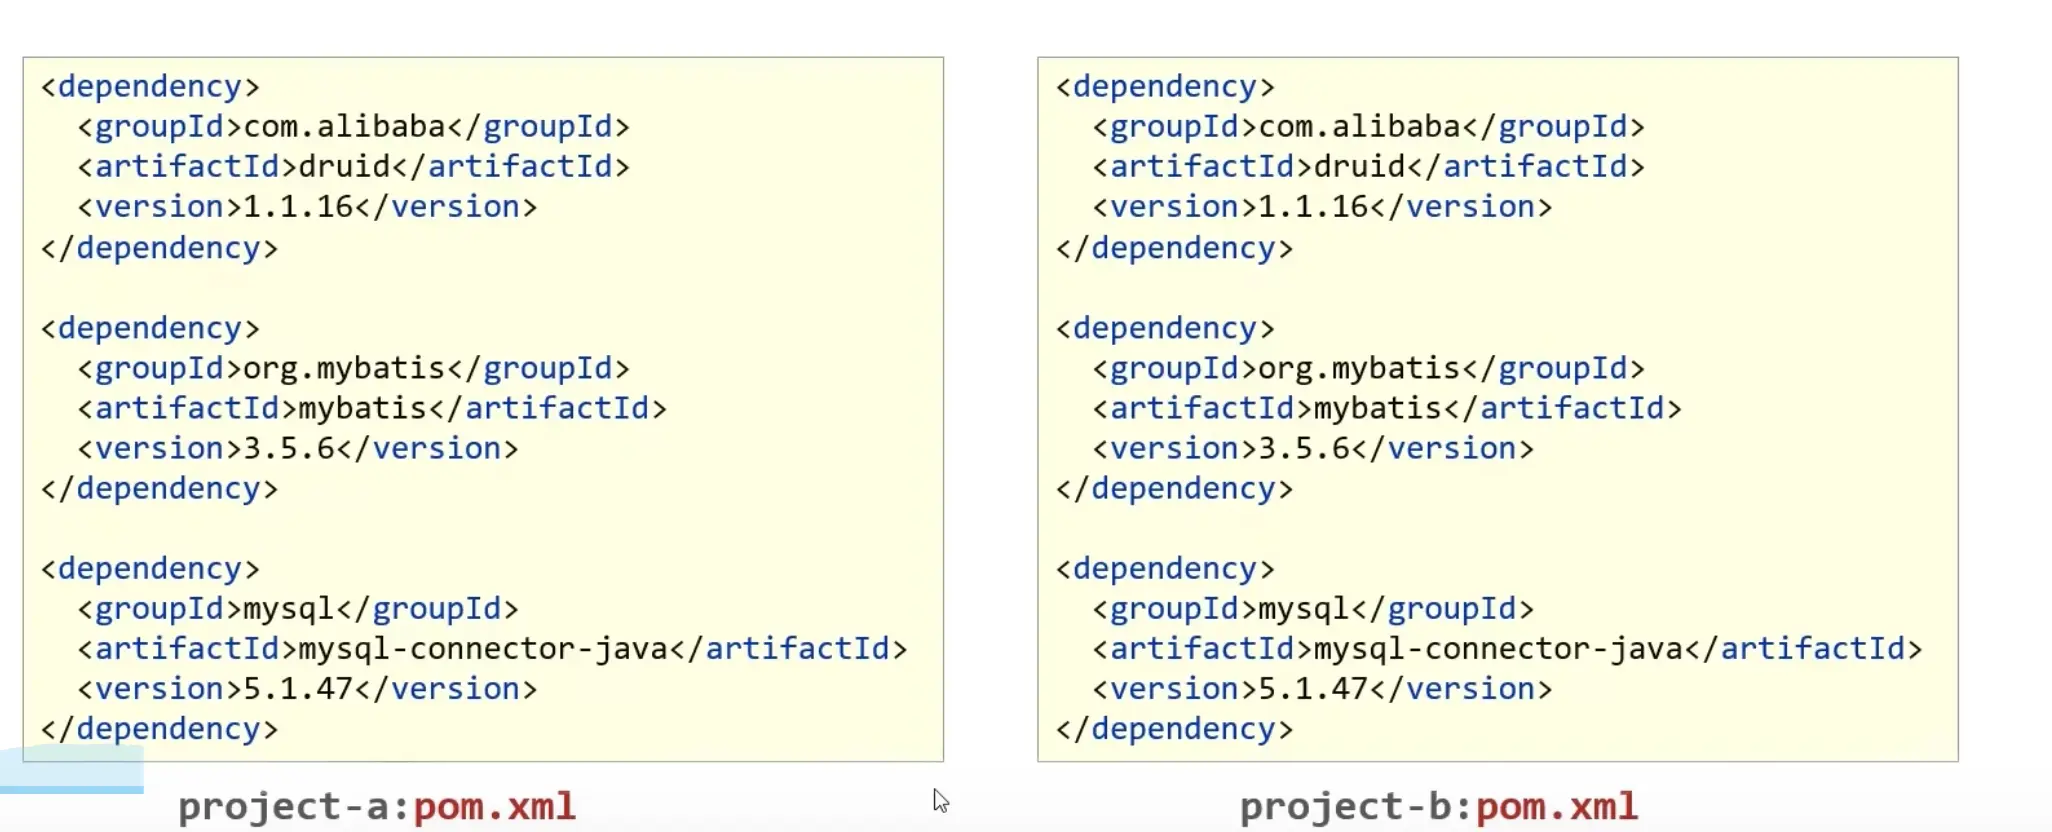 <dependency>
  <groupId>com.alibaba</groupId>
  <artifactId>druid</artifactId>
  <version>1.1.16</version>
</dependency>

<dependency>
  <groupId>org.mybatis</groupId>
  <artifactId>mybatis</artifactId>
  <version>3.5.6</version>
</dependency>

<dependency>
  <groupId>mysql</groupId>
  <artifactId>mysql-connector-java</artifactId>
  <version>5.1.47</version>
</dependency>
project-a:pom.xml
<dependency>
  <groupId>com.alibaba</groupId>
  <artifactId>druid</artifactId>
  <version>1.1.16</version>
</dependency>

<dependency>
  <groupId>org.mybatis</groupId>
  <artifactId>mybatis</artifactId>
  <version>3.5.6</version>
</dependency>

<dependency>
  <groupId>mysql</groupId>
  <artifactId>mysql-connector-java</artifactId>
  <version>5.1.47</version>
</dependency>
project-b:pom.xml